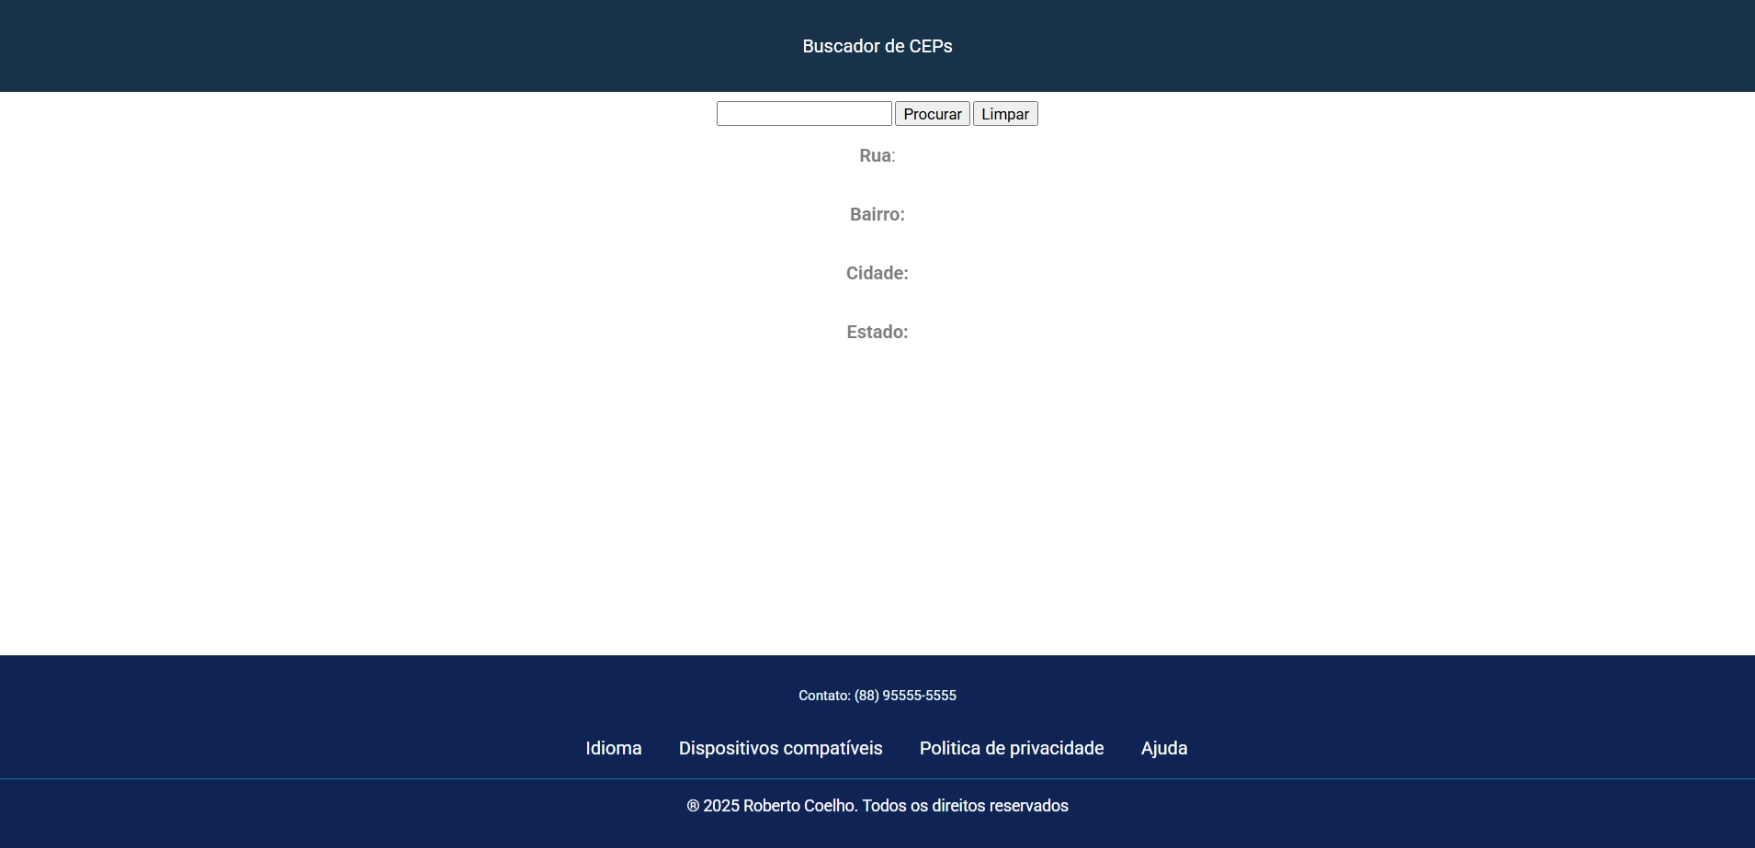 Buscador de CEPs
Procurar Limpar
Rua:
Bairro:
Cidade:
Estado:
Contato: (88) 95555-5555
Idioma Dispositivos compatíveis Politica de privacidade Ajuda
® 2025 Roberto Coelho. Todos os direitos reservados